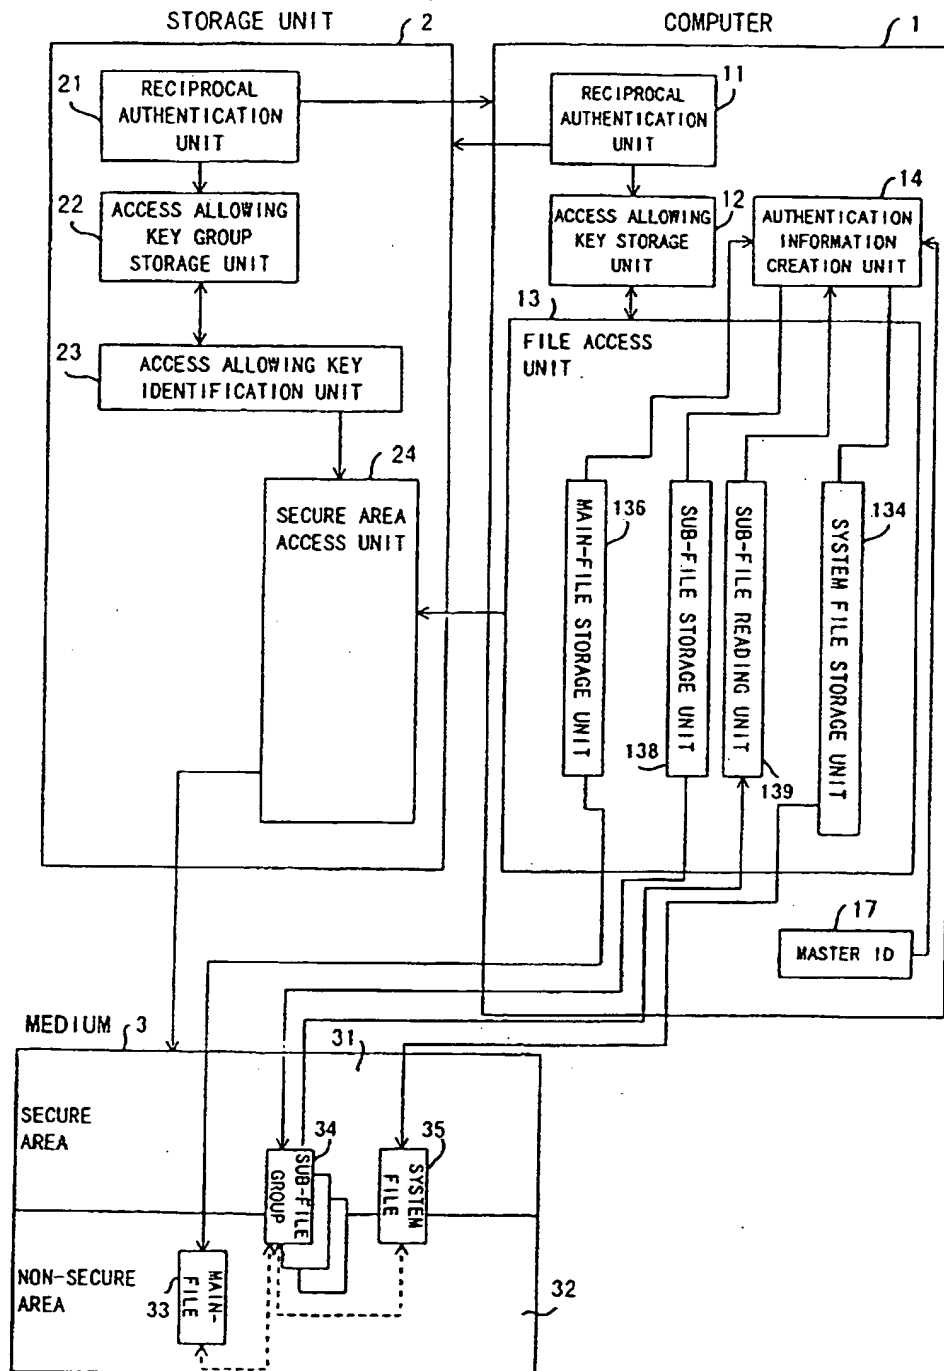 STORAGE UNIT
2
COMPUTER
1
21
RECIPROCAL
AUTHENTICATION
UNIT
22
ACCESS ALLOWING
KEY GROUP
STORAGE UNIT
23
ACCESS ALLOWING KEY
IDENTIFICATION UNIT
24
SECURE AREA
ACCESS UNIT
RECIPROCAL
AUTHENTICATION
UNIT
11
ACCESS ALLOWING
KEY STORAGE
UNIT
12
14
AUTHENTICATION
INFORMATION
CREATION UNIT
13
FILE ACCESS
UNIT
MAIN-FILE STORAGE UNIT
136
SUB-FILE STORAGE UNIT
138
SUB-FILE READING UNIT
139
SYSTEM FILE STORAGE UNIT
134
17
MASTER ID
MEDIUM
3
31
SECURE
AREA
34
SUB-FILE
GROUP
35
SYSTEM
FILE
NON-SECURE
AREA
33
MAIN-
FILE
32